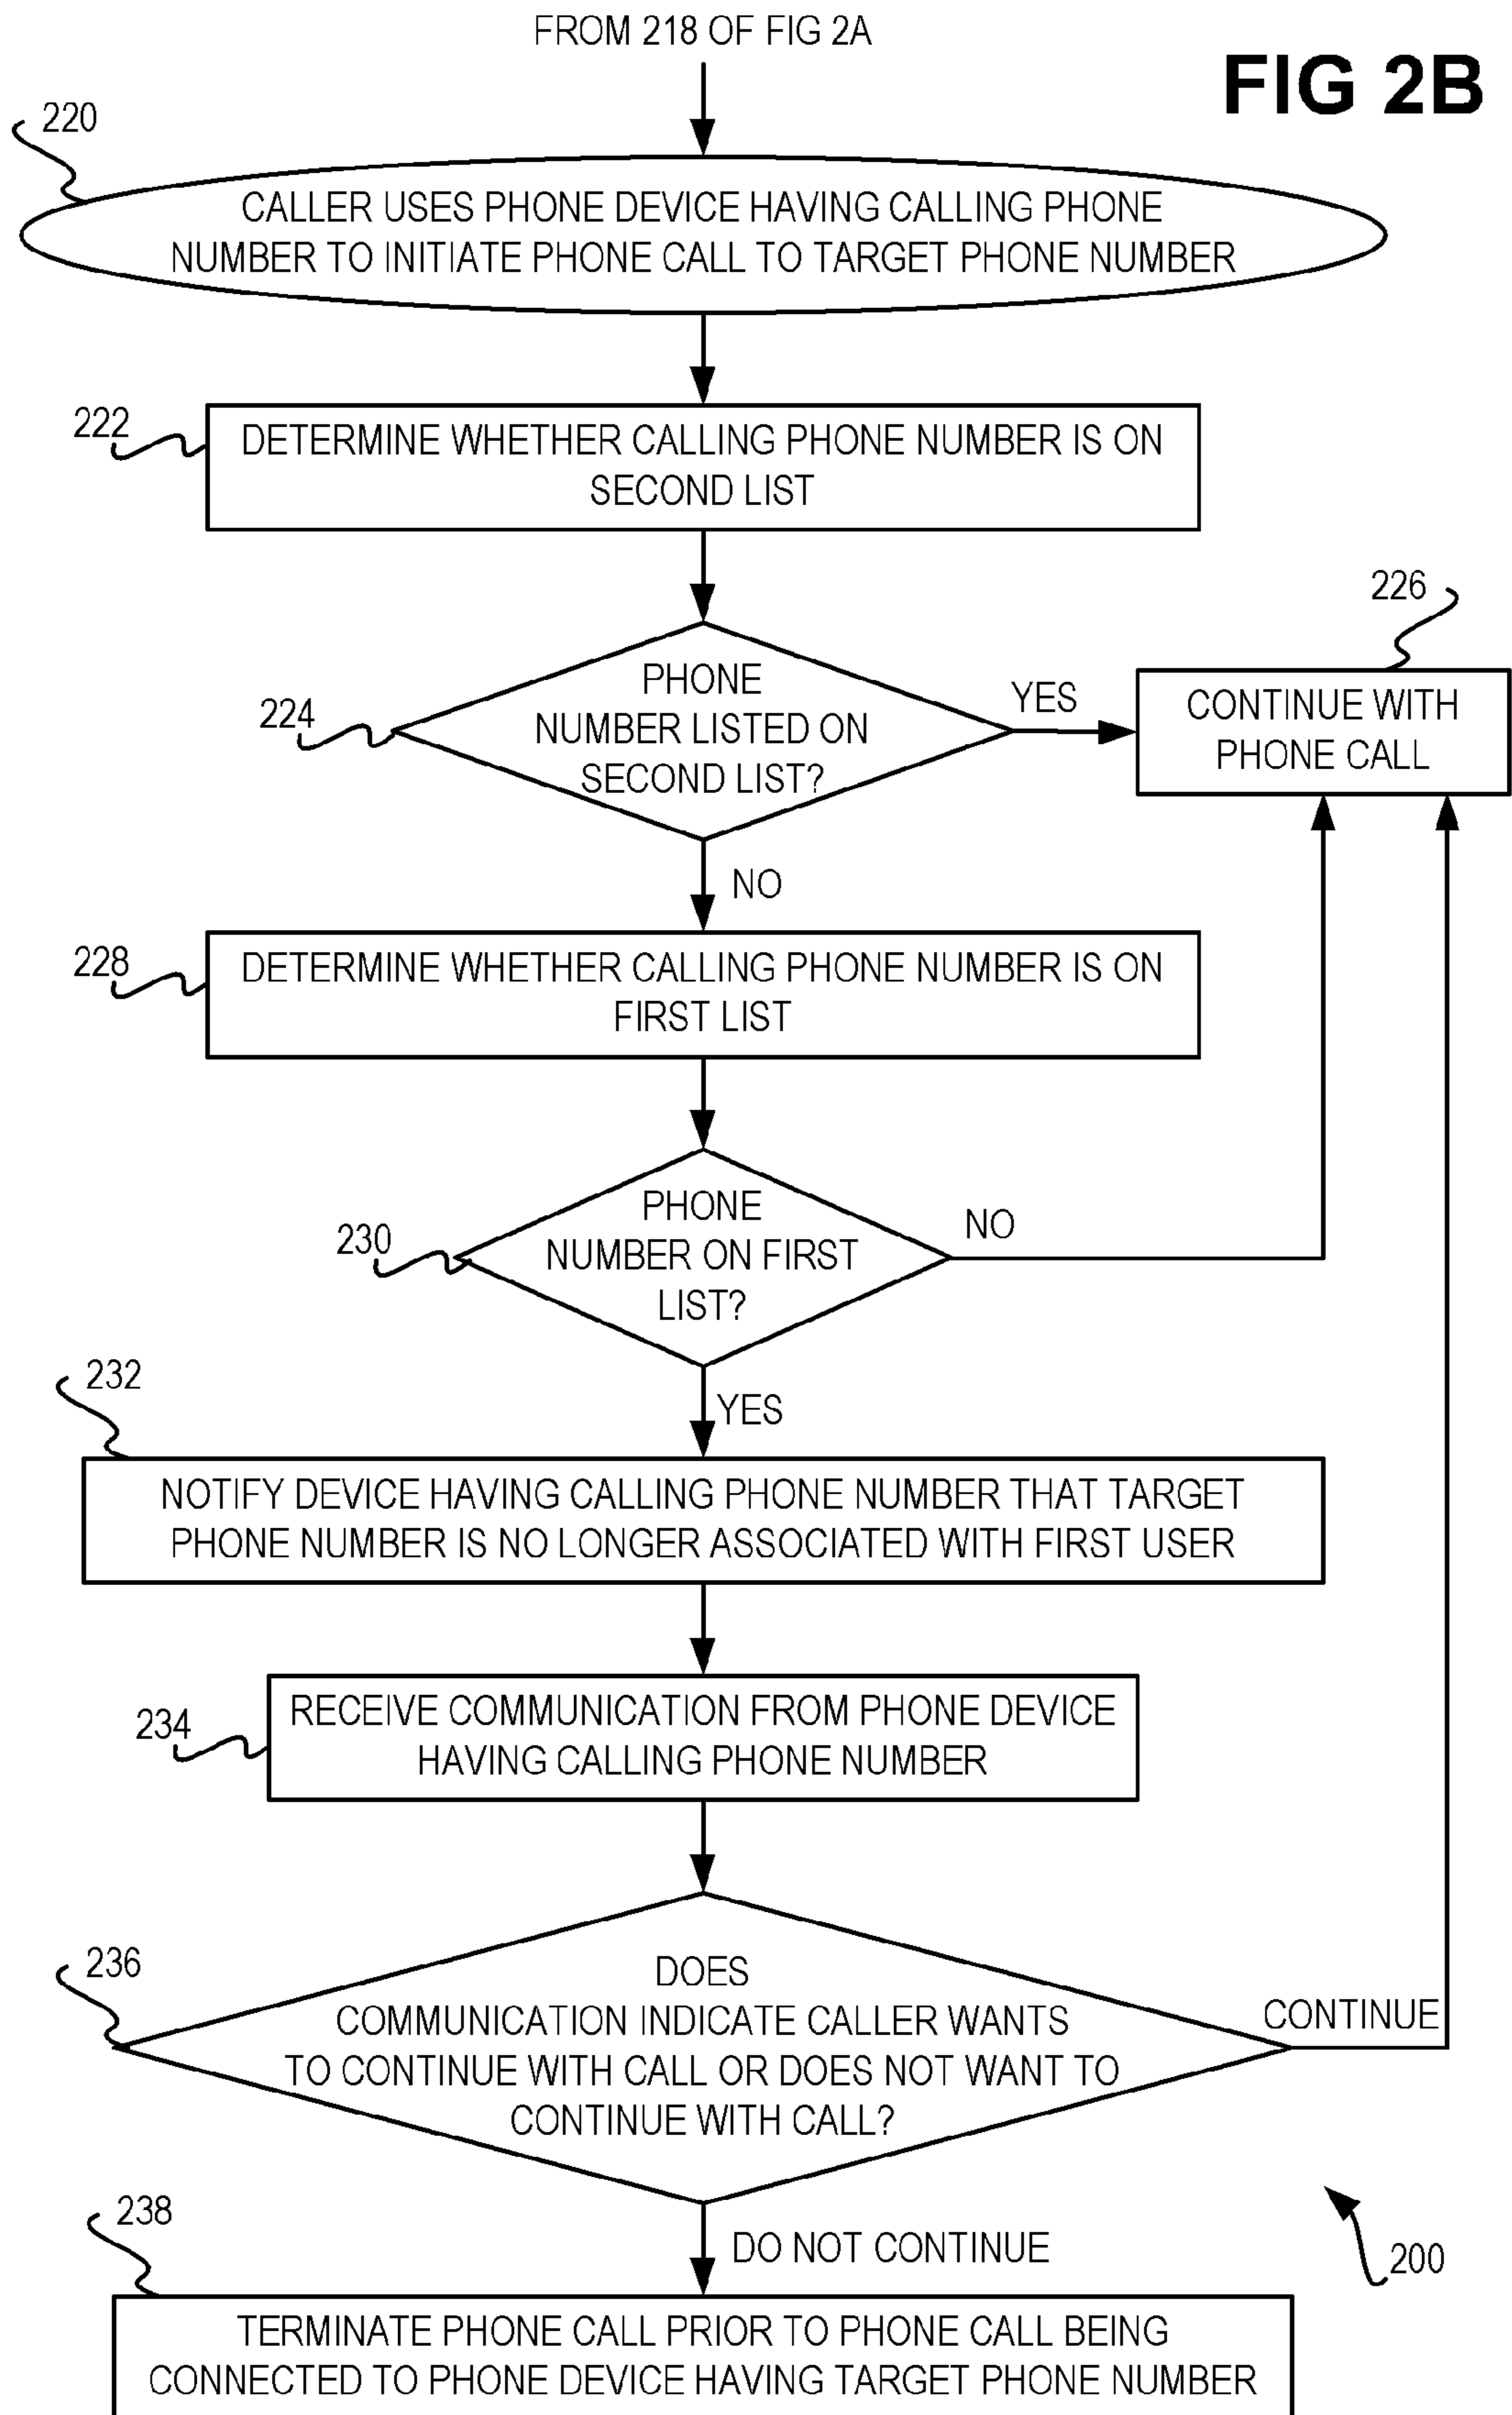 FROM 218 OF FIG 2A
FIG 2B
220
CALLER USES PHONE DEVICE HAVING CALLING PHONE
NUMBER TO INITIATE PHONE CALL TO TARGET PHONE NUMBER
222
DETERMINE WHETHER CALLING PHONE NUMBER IS ON
SECOND LIST
224
PHONE
NUMBER LISTED ON
SECOND LIST?
YES
226
CONTINUE WITH
PHONE CALL
NO
228
DETERMINE WHETHER CALLING PHONE NUMBER IS ON
FIRST LIST
230
PHONE
NUMBER ON FIRST
LIST?
NO
YES
232
NOTIFY DEVICE HAVING CALLING PHONE NUMBER THAT TARGET
PHONE NUMBER IS NO LONGER ASSOCIATED WITH FIRST USER
234
RECEIVE COMMUNICATION FROM PHONE DEVICE
HAVING CALLING PHONE NUMBER
236
DOES
COMMUNICATION INDICATE CALLER WANTS
TO CONTINUE WITH CALL OR DOES NOT WANT TO
CONTINUE WITH CALL?
CONTINUE
DO NOT CONTINUE
200
238
TERMINATE PHONE CALL PRIOR TO PHONE CALL BEING
CONNECTED TO PHONE DEVICE HAVING TARGET PHONE NUMBER